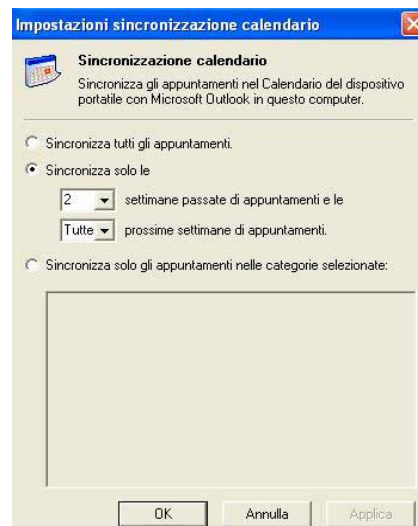 Impostazioni sincronizzazione calendario
Sincronizzazione calendario
Sincronizza gli appuntamenti nel Calendario del dispositivo
portatile con Microsoft Outlook in questo computer.
Sincronizza tutti gli appuntamenti.
Sincronizza solo le
2 settimane passate di appuntamenti e le
Tutte prossime settimane di appuntamenti.
Sincronizza solo gli appuntamenti nelle categorie selezionate:
OK Annulla Applica